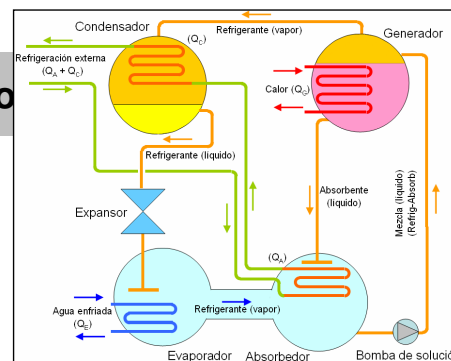 o
Condensador
Refrigerante
(vapor)
Generador
(Q_C)
Refrigeración externa
(Q_A + Q_C)
Calor (Q_G)
Refrigerante (líquido)
Absorbente
(líquido)
Mezcla (líquido)
(Refrig-Absorb)
Expansor
(Q_A)
Agua enfriada
(Q_E)
Refrigerante
(vapor)
Evaporador
Absorbedor
Bomba de solució